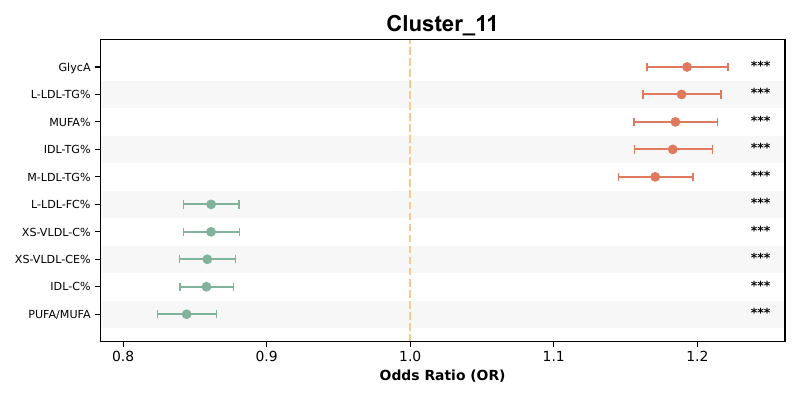 Cluster_11
GlycA ***
L-LDL-TG% ***
MUFA% ***
IDL-TG% ***
M-LDL-TG% ***
L-LDL-FC% ***
XS-VLDL-C% ***
XS-VLDL-CE% ***
IDL-C% ***
PUFA/MUFA ***
0.8 0.9 1.0 1.1 1.2
Odds Ratio (OR)